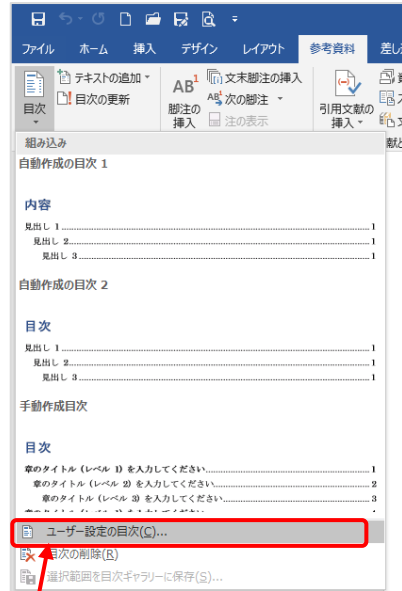 ファイル ホーム 挿入 デザイン レイアウト 参考資料 差し
目次
テキストの追加
目次の更新
AB1
脚注の
挿入
文末脚注の挿入
次の脚注
注の表示
引用文献の
挿入
組み込み
自動作成の目次 1
内容
見出し 1 1
見出し 2 1
見出し 3 1
自動作成の目次 2
目次
見出し 1 1
見出し 2 1
見出し 3 1
手動作成目次
目次
章のタイトル (レベル 1) を入力してください 1
章のタイトル (レベル 2) を入力してください 2
章のタイトル (レベル 3) を入力してください 3
ユーザー設定の目次(C)...
目次の削除(R)
選択範囲を目次ギャラリーに保存(S)...